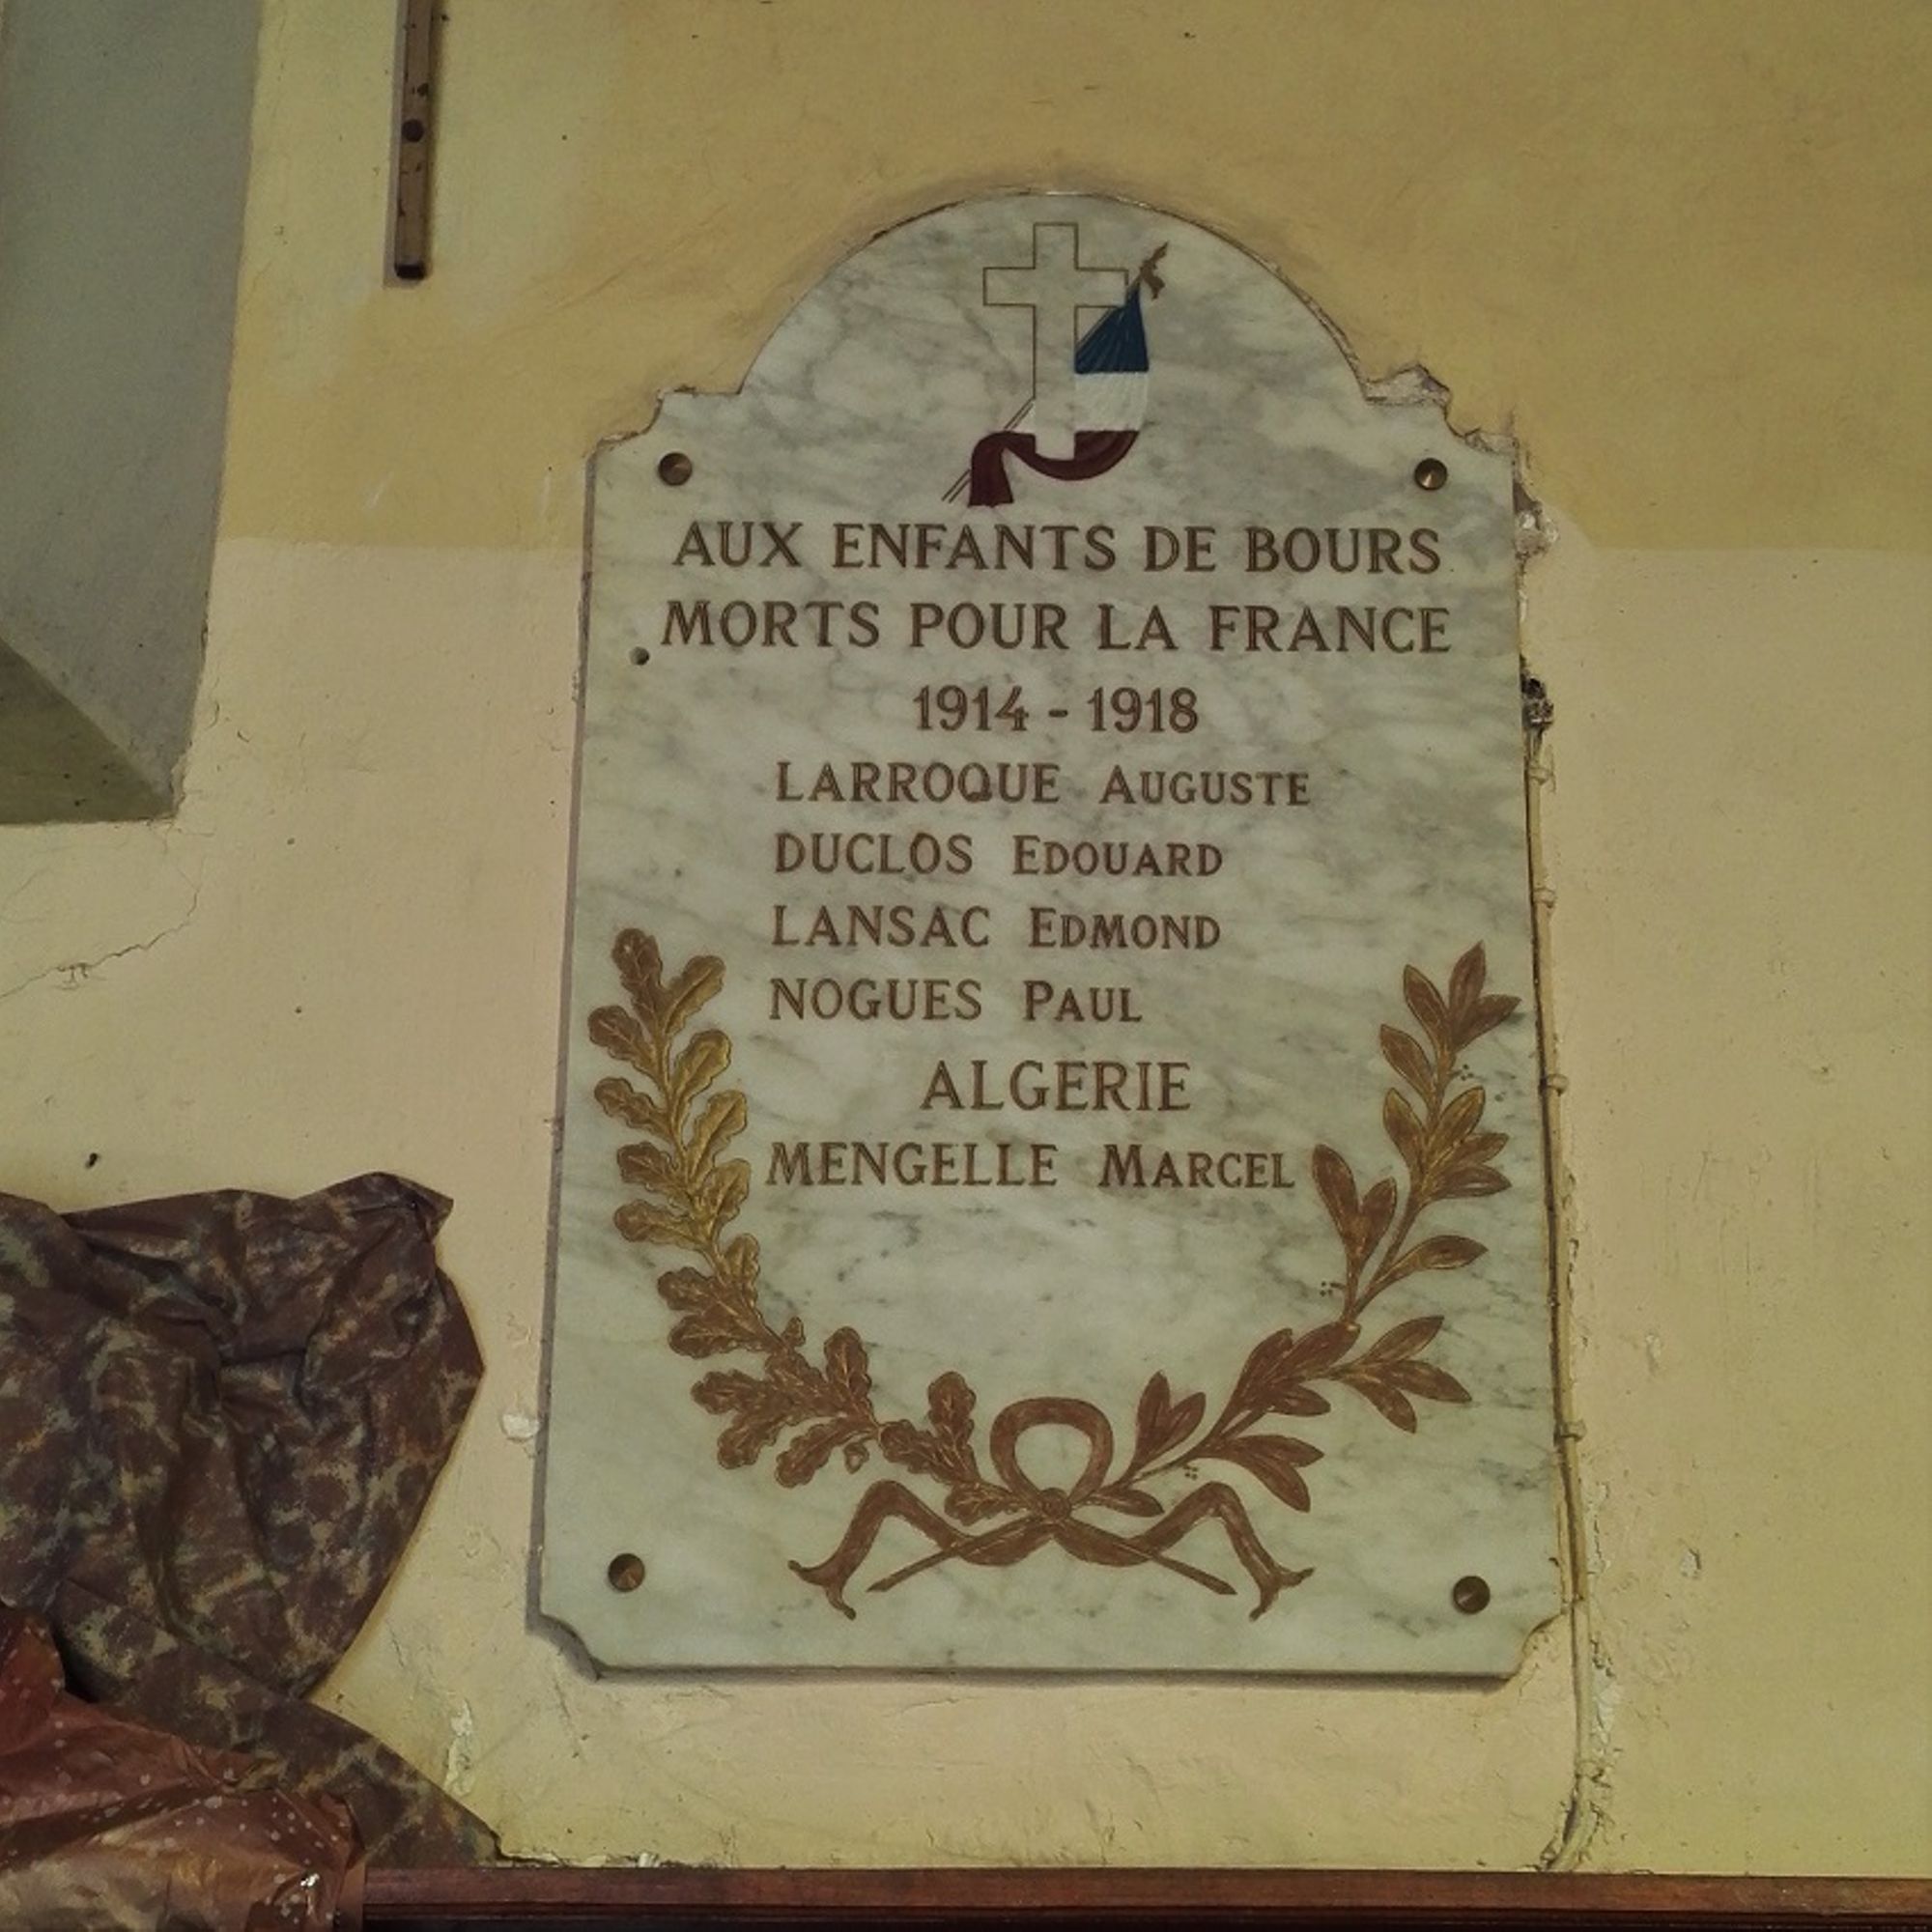 AUX ENFANTS DE BOURS
MORTS POUR LA FRANCE
1914 - 1918
LARROQUE AUGUSTE
DUCLOS EDOUARD
LANSAC EDMOND
NOGUES PAUL
ALGERIE
MENGELLE MARCEL